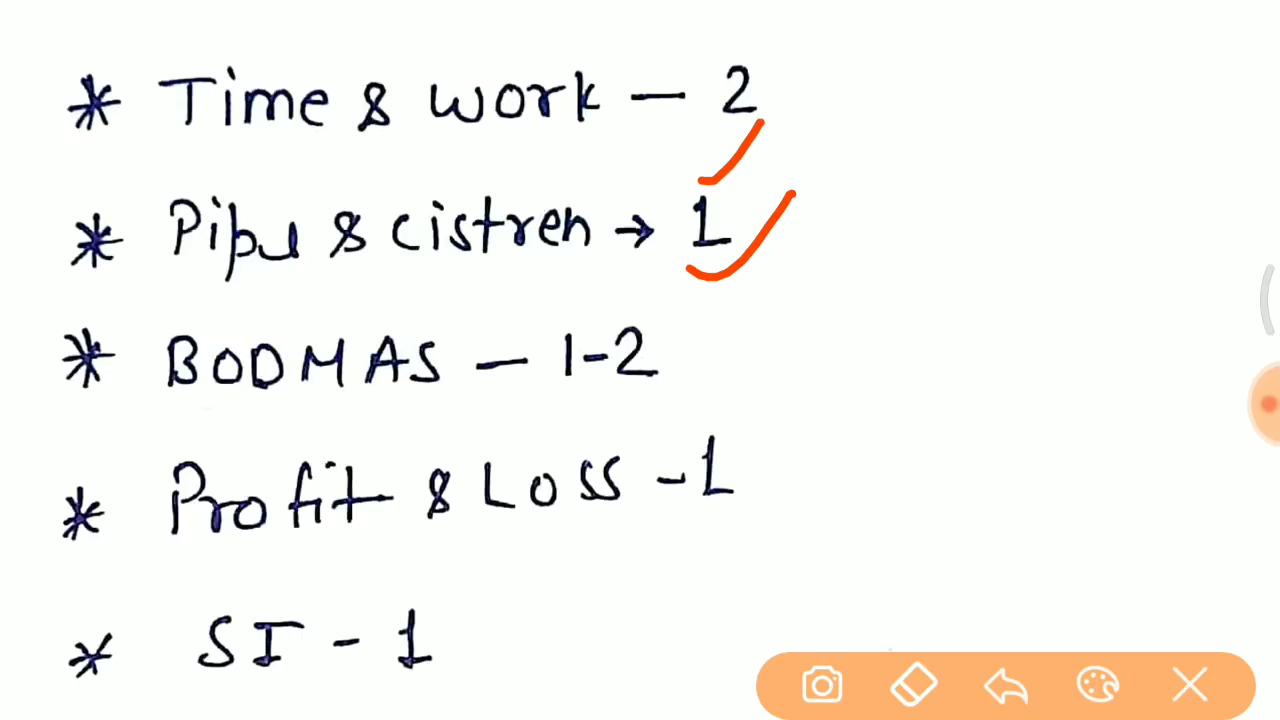 * Time & work - 2
* Pipe & cistren → 1
* BODMAS - 1-2
* Profit & Loss - 1
* SI - 1